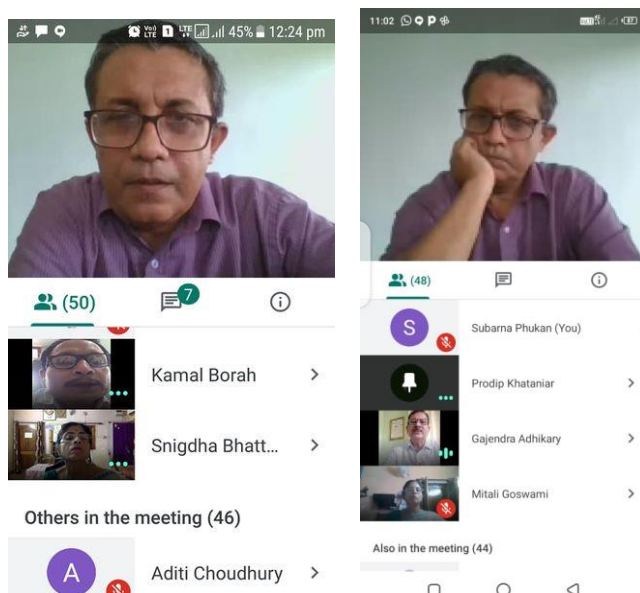 45% 12:24 pm
(50)
7
Kamal Borah
Snigdha Bhatt...
Others in the meeting (46)
A
Aditi Choudhury
11:02
(48)
S
Subarna Phukan (You)
Prodip Khataniar
Gajendra Adhikary
Mitali Goswami
Also in the meeting (44)